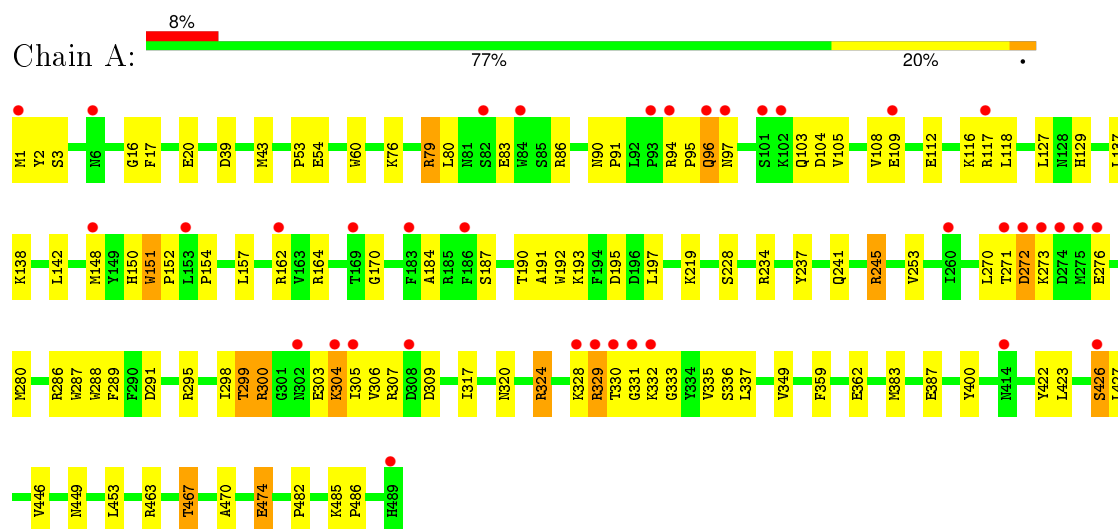 8%
Chain A:
77% 20% •
M1 Y2 S3 N6 G16 F17 E20 D39 M43 P53 E54 W60 K76 R79 L80 N81 S82 E83 W84 S85 R86 N90 P91 L92 P93 R94 P95 Q96 N97 S101 K102 Q103 D104 V105 V108 E109 E112 K116 R117 L118 L127 N128 H129 L137
K138 L142 M148 Y149 H150 W151 P152 L153 P154 L157 R162 V163 R164 T169 G170 F183 A184 R185 F186 S187 T190 A191 W192 K193 F194 D195 D196 L197 K219 S228 R234 Y237 Q241 R245 V253 I260 L270 T271 D272 K273 D274 M275 E276
M280 R286 W287 W288 F289 F290 D291 R295 I298 T299 R300 G301 N302 E303 K304 I305 V306 R307 D308 D309 I317 N320 R324 K328 R329 T330 G331 K332 G333 Y334 V335 S336 L337 V349 F359 E362 M383 E387 Y400 N414 Y422 L423 S426 L427
V446 N449 L453 R463 T467 A470 E474 P482 K485 P486 H489